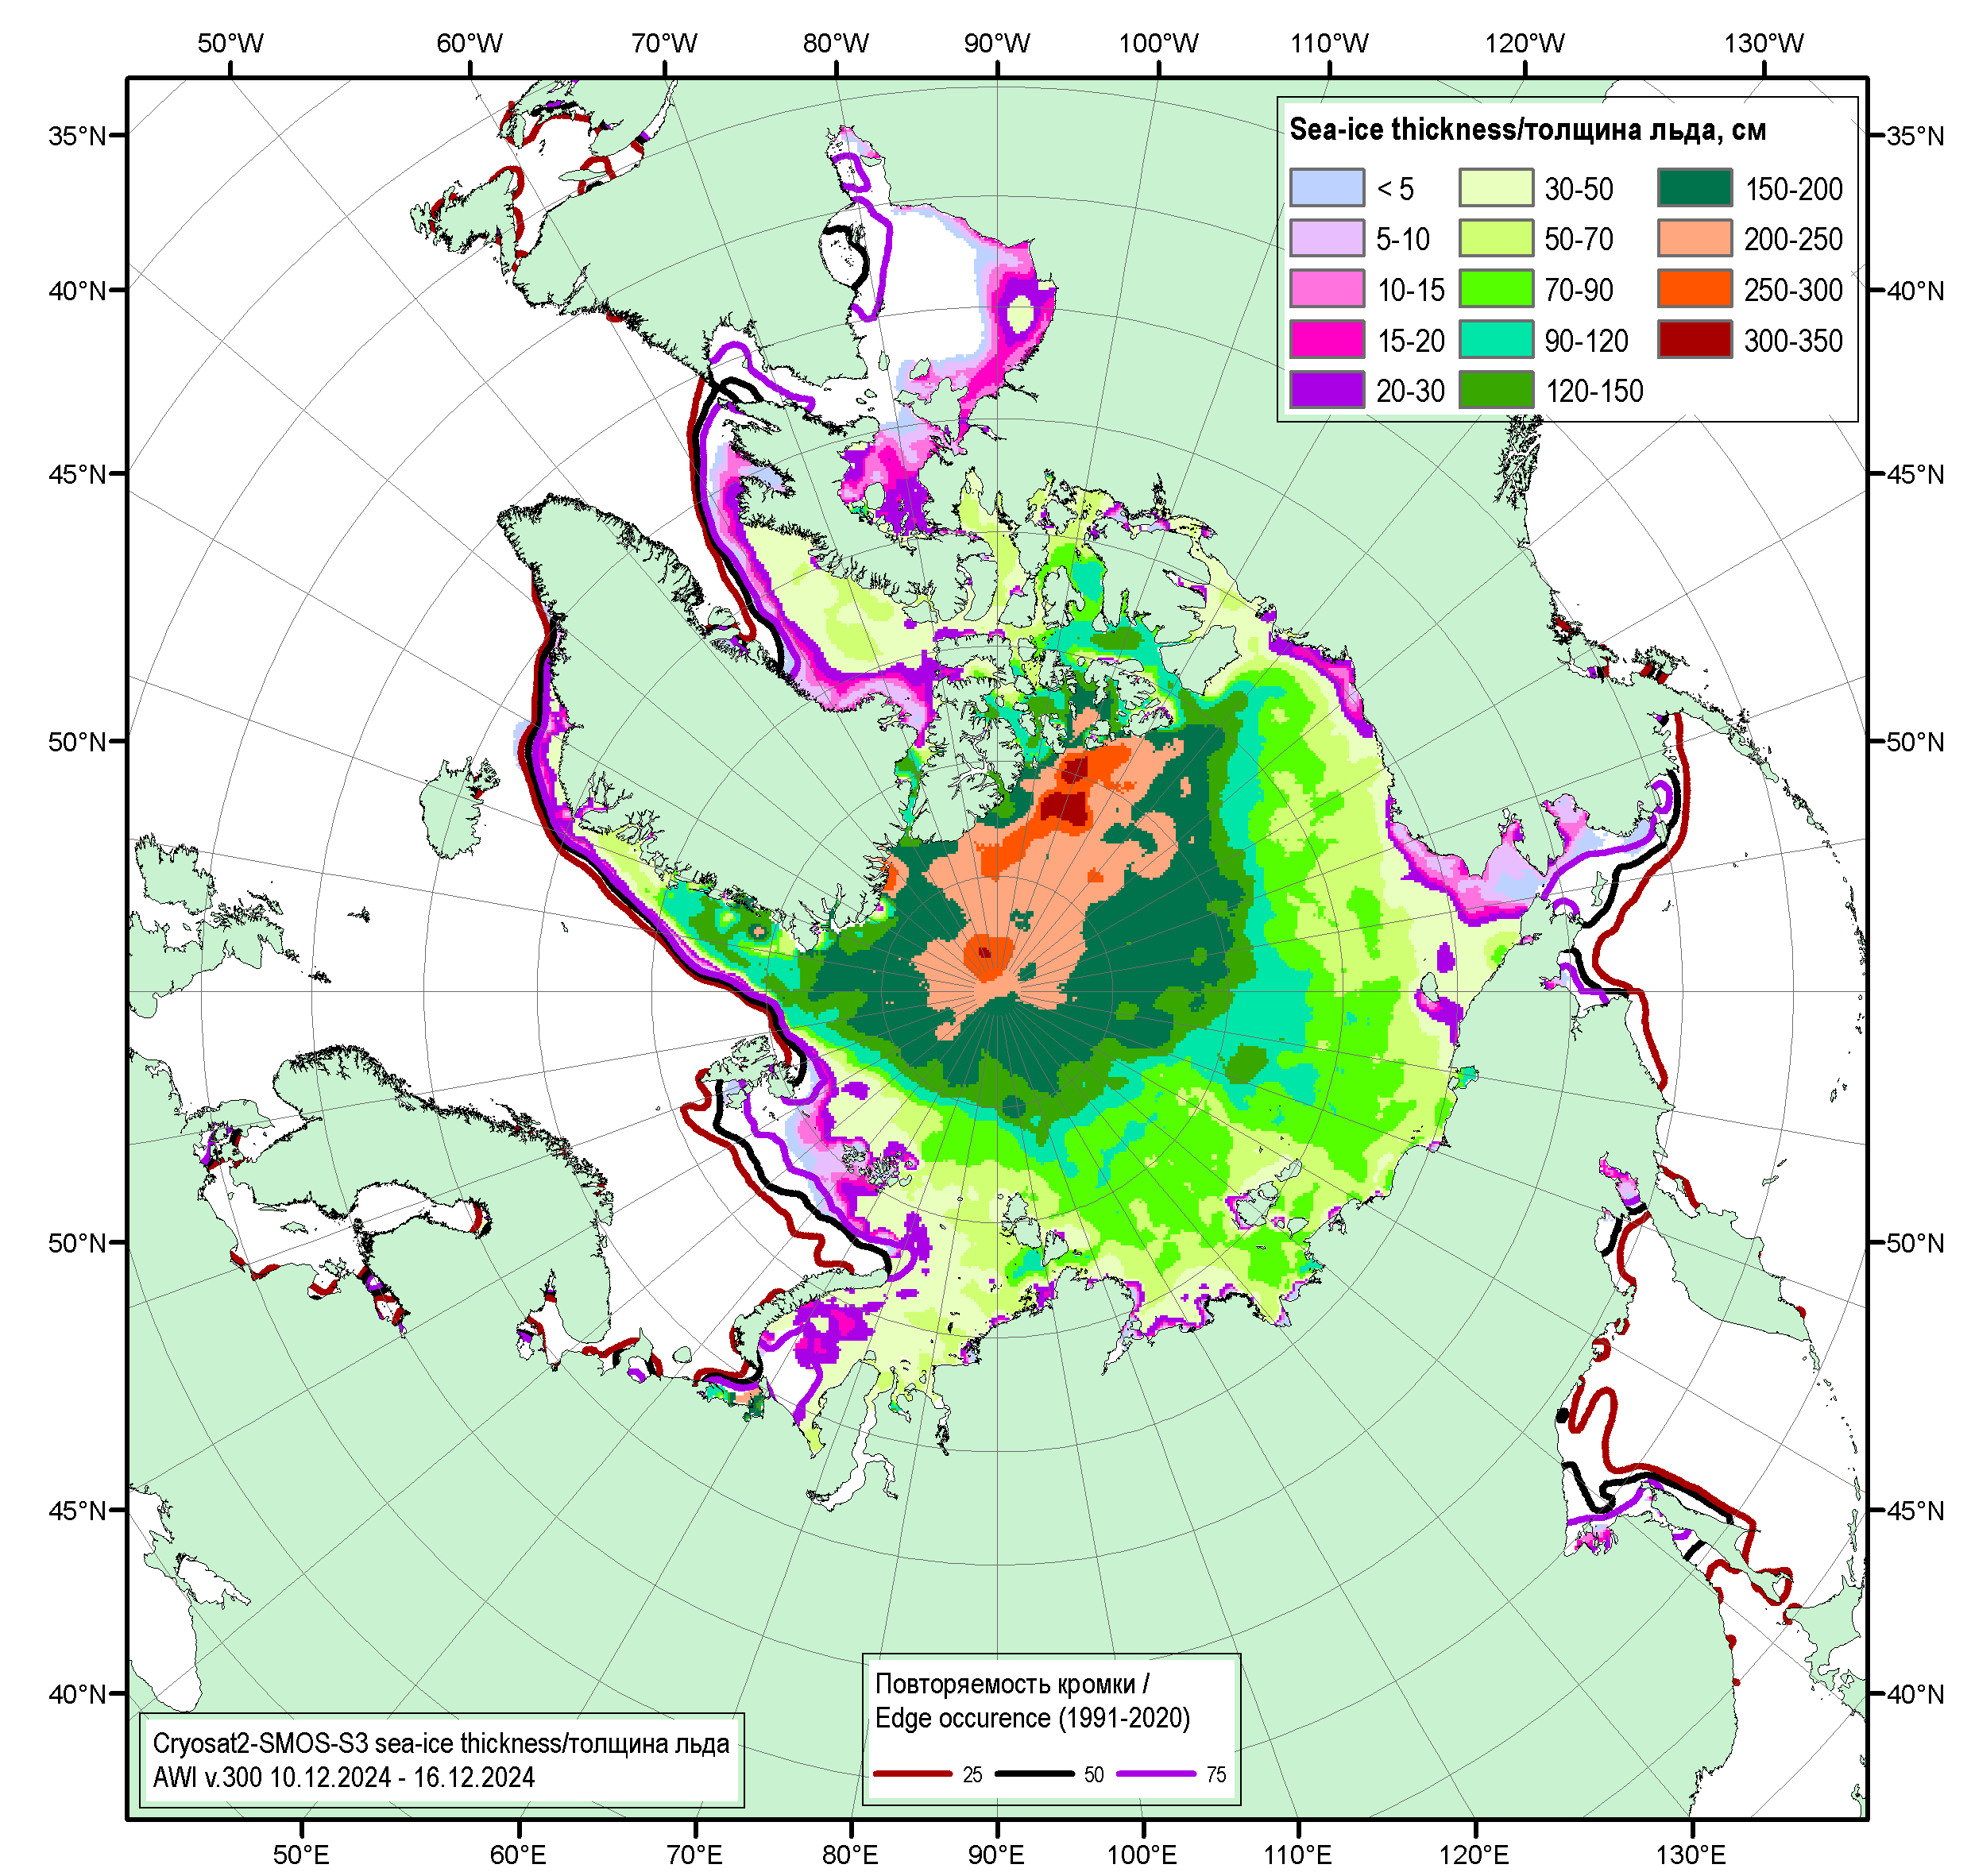 50°W 60°W 70°W 80°W 90°W 100°W 110°W 120°W 130°W
35°N 35°N
40°N 40°N
45°N 45°N
50°N 50°N
50°N 50°N
45°N 45°N
40°N 40°N
Sea-ice thickness/толщина льда, см
< 5 30-50 150-200
5-10 50-70 200-250
10-15 70-90 250-300
15-20 90-120 300-350
20-30 120-150
Повторяемость кромки /
Edge occurence (1991-2020)
25 50 75
Cryosat2-SMOS-S3 sea-ice thickness/толщина льда
AWI v.300 10.12.2024 - 16.12.2024
50°E 60°E 70°E 80°E 90°E 100°E 110°E 120°E 130°E